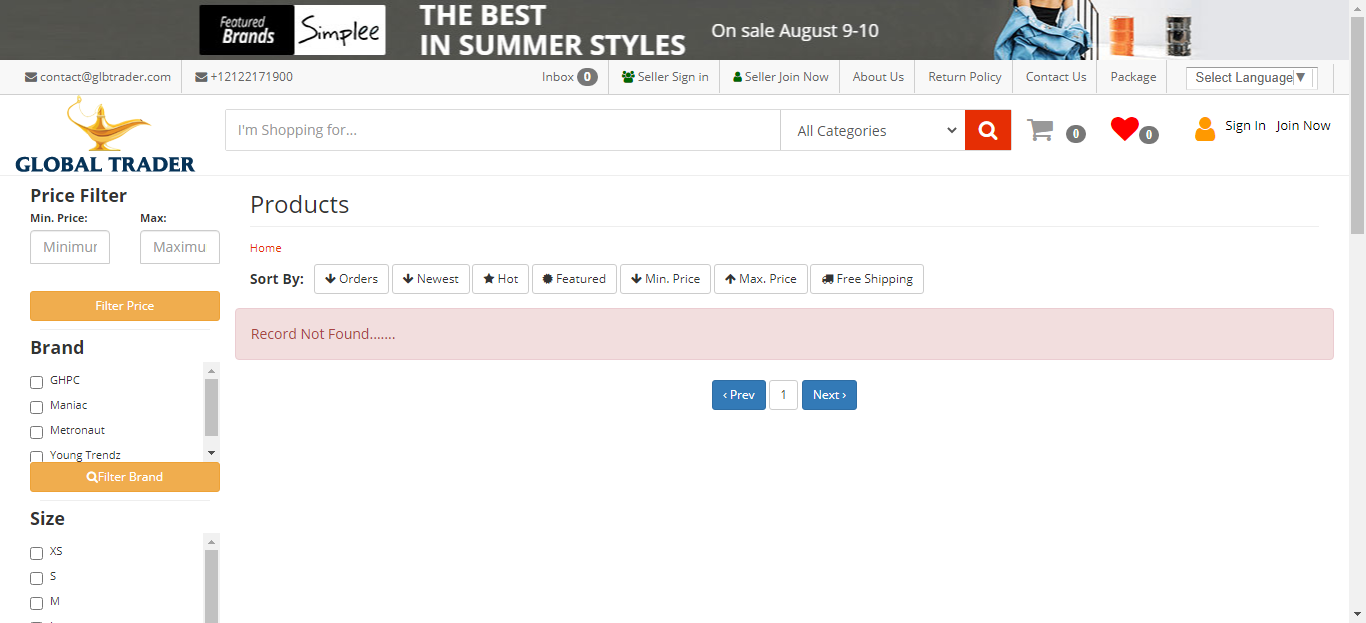 Featured
Brands
Simplee
THE BEST
IN SUMMER STYLES
On sale August 9-10
contact@glbtrader.com
+12122171900
Inbox 0
Seller Sign in
Seller Join Now
About Us
Return Policy
Contact Us
Package
Select Language▼
GLOBAL TRADER
I'm Shopping for...
All Categories
0
0
Sign In
Join Now
Price Filter
Min. Price:
Max:
Minimur
Maximu
Filter Price
Brand
GHPC
Maniac
Metronaut
Young Trendz
Filter Brand
Size
XS
S
M
Products
Home
Sort By:
Orders
Newest
Hot
Featured
Min. Price
Max. Price
Free Shipping
Record Not Found.......
‹ Prev
1
Next ›